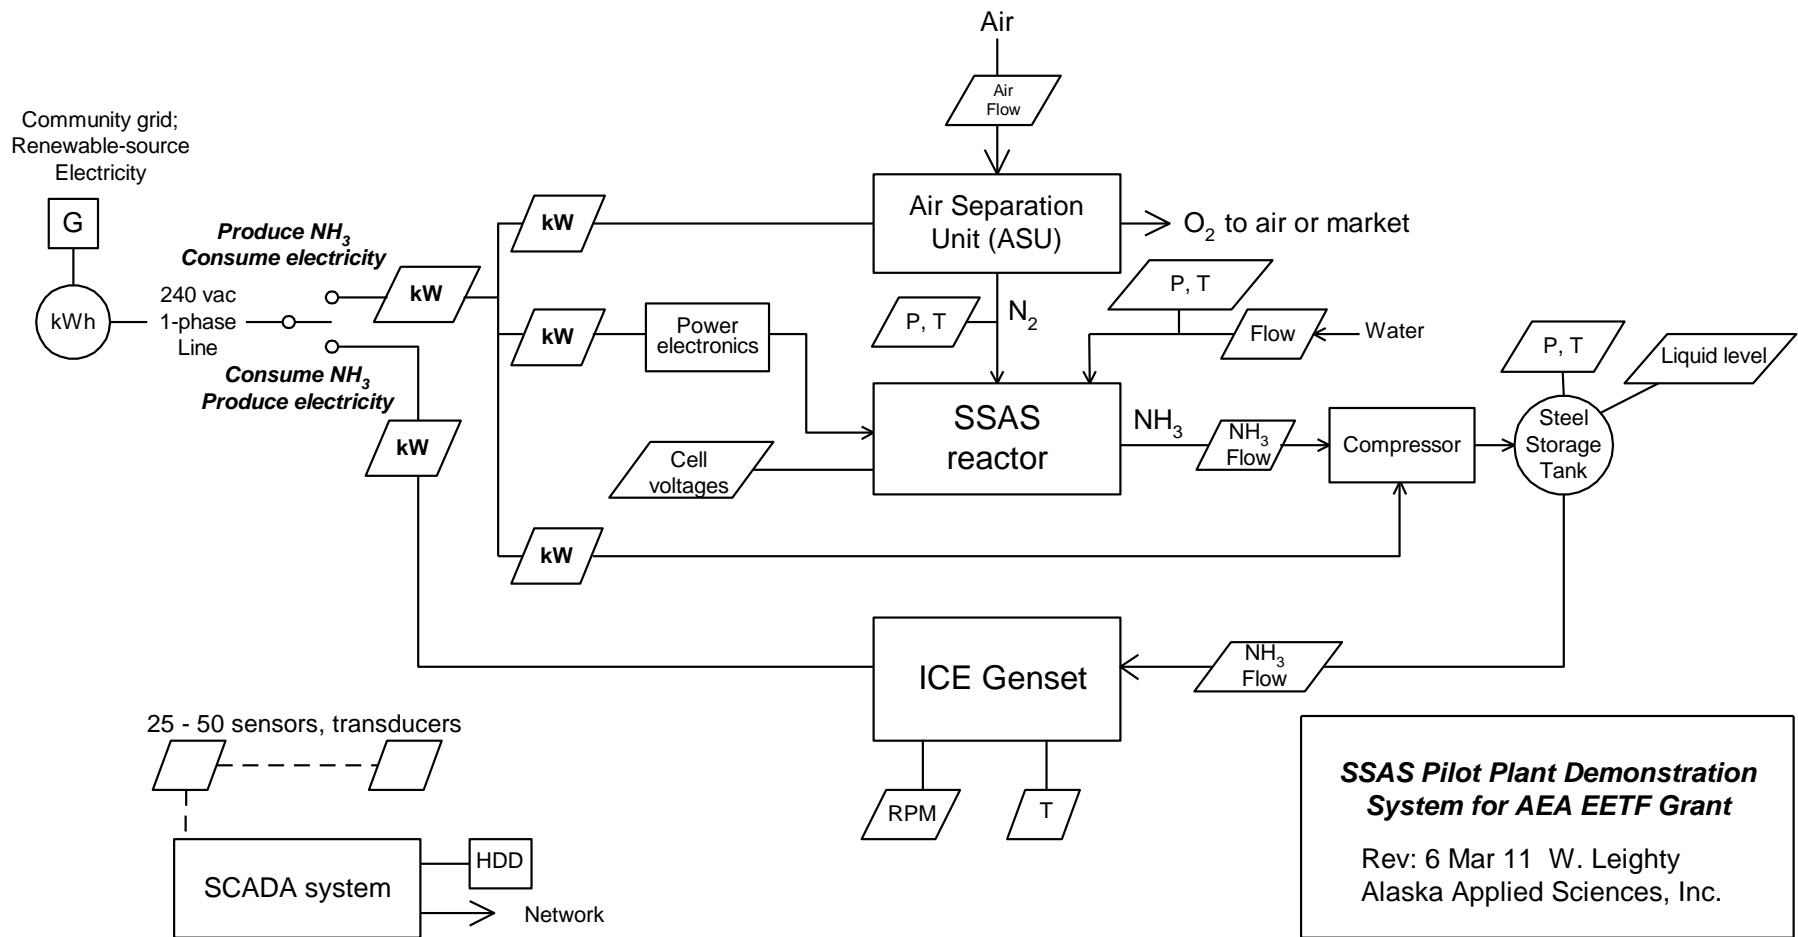 Air
Air
Flow
Community grid;
Renewable-source
Electricity
G
kWh
240 vac
1-phase
Line
Produce NH₃
Consume electricity
Consume NH₃
Produce electricity
kW
kW
kW
kW
kW
Power
electronics
Air Separation
Unit (ASU)
O₂ to air or market
P, T
N₂
P, T
Flow
Water
SSAS
reactor
Cell
voltages
NH₃
NH₃
Flow
Compressor
P, T
Liquid level
Steel
Storage
Tank
ICE Genset
NH₃
Flow
RPM
T
25 - 50 sensors, transducers
SCADA system
HDD
Network
SSAS Pilot Plant Demonstration
System for AEA EETF Grant
Rev: 6 Mar 11 W. Leighty
Alaska Applied Sciences, Inc.